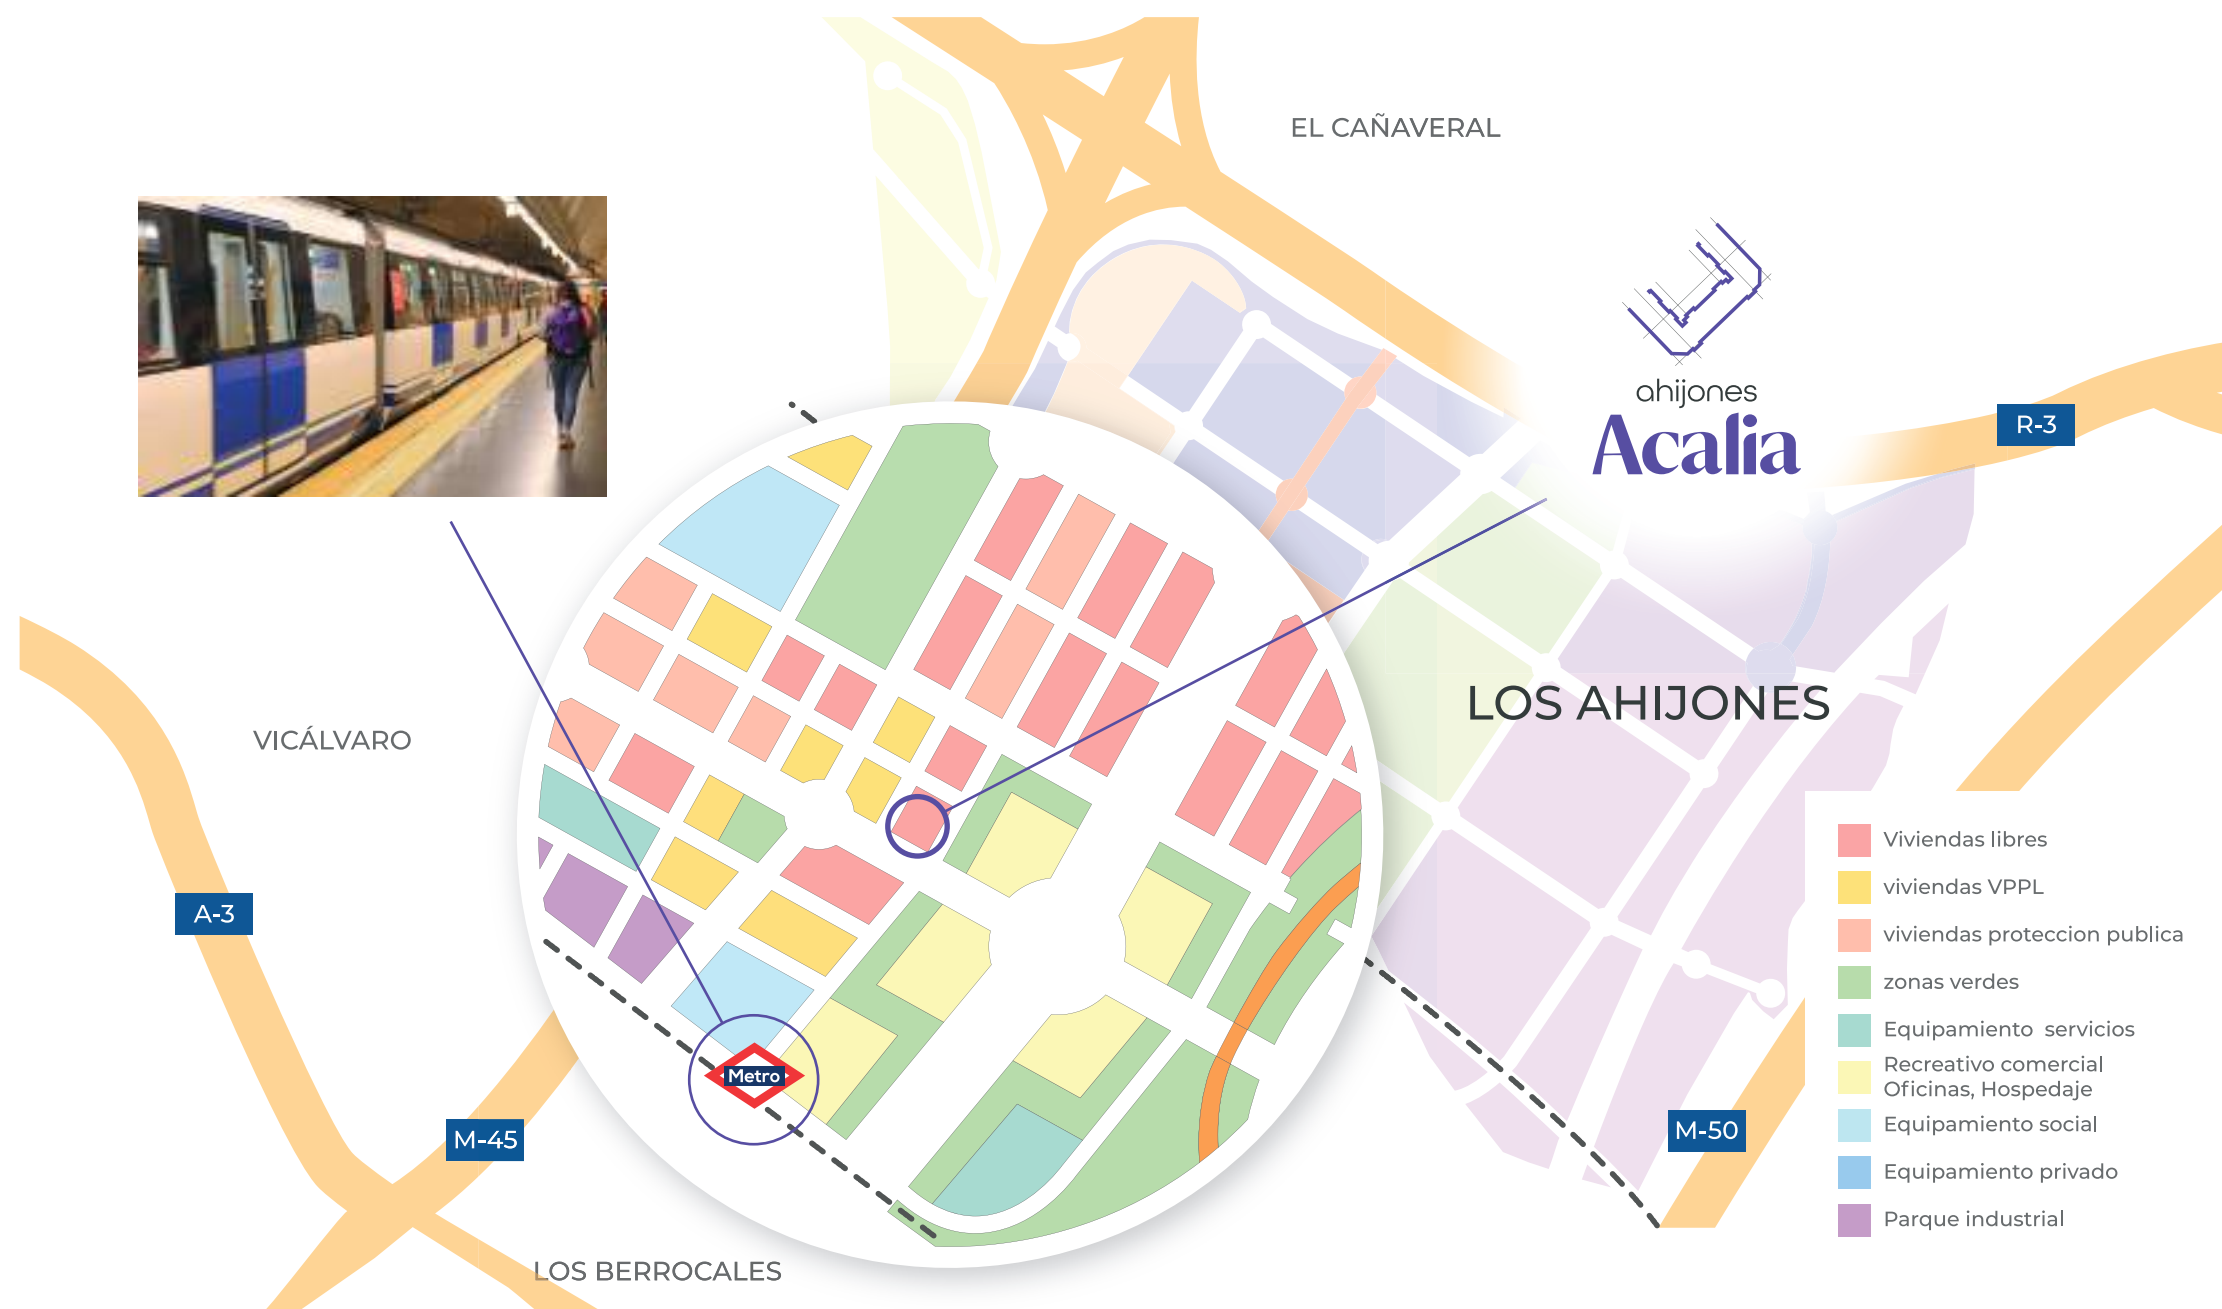 EL CAÑAVERAL
ahijones
Acalia
R-3
LOS AHIJONES
VICÁLVARO
A-3
Metro
M-45
M-50
LOS BERROCALES
Viviendas libres
viviendas VPPL
viviendas proteccion publica
zonas verdes
Equipamiento servicios
Recreativo comercial
Oficinas, Hospedaje
Equipamiento social
Equipamiento privado
Parque industrial